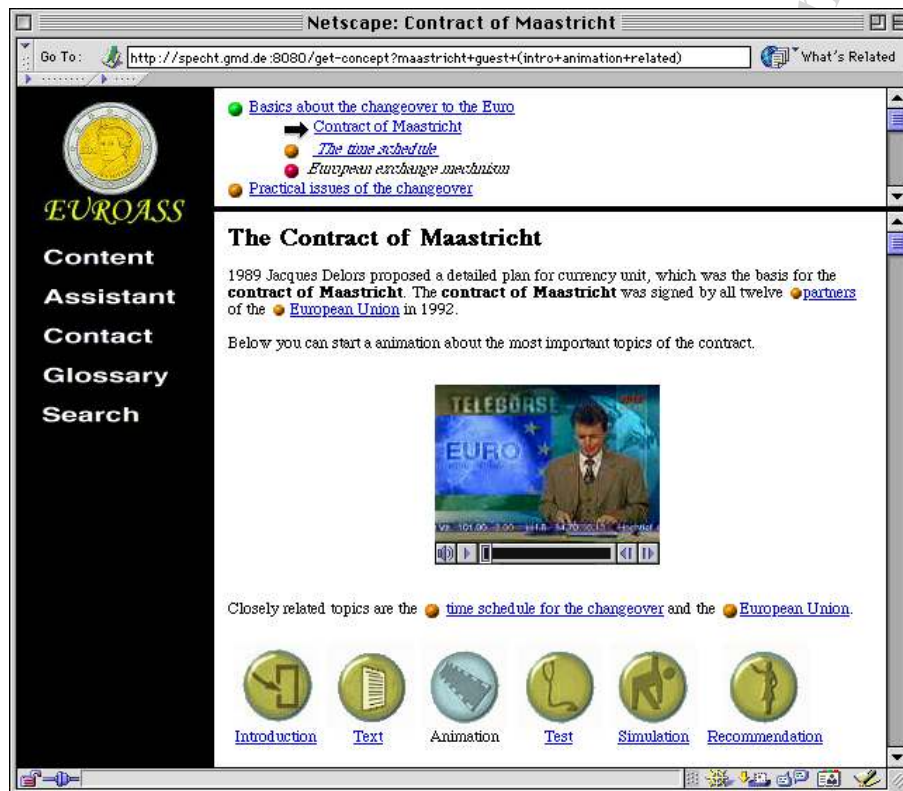 Netscape: Contract of Maastricht
Go To: http://specht.gmd.de:8080/get-concept?maastricht+guest+(intro+animation+related) What's Related
EUROASS
Content
Assistant
Contact
Glossary
Search
Basics about the changeover to the Euro
Contract of Maastricht
The time schedule
European exchange mechnism
Practical issues of the changeover
The Contract of Maastricht
1989 Jacques Delors proposed a detailed plan for currency unit, which was the basis for the
contract of Maastricht. The contract of Maastricht was signed by all twelve partners
of the European Union in 1992.
Below you can start a animation about the most important topics of the contract.
TELEBÖRSE
EURO
Closely related topics are the time schedule for the changeover and the European Union.
Introduction Text Animation Test Simulation Recommendation